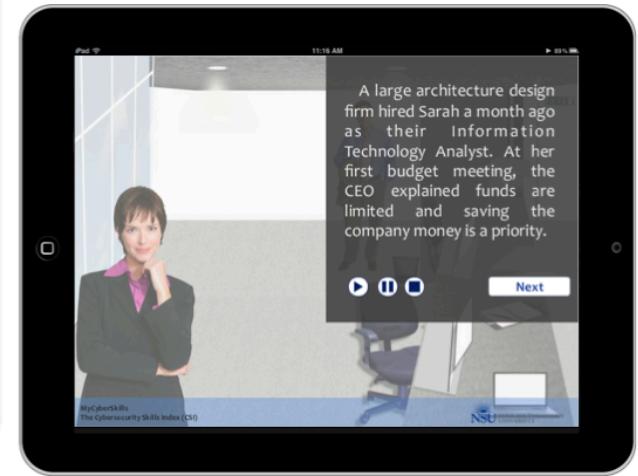 iPad
11:16 AM
89%
A large architecture design
firm hired Sarah a month ago
as their Information
Technology Analyst. At her
first budget meeting, the
CEO explained funds are
limited and saving the
company money is a priority.
Next
MyCyberSkills
The Cybersecurity Skills Index (CSI)
NSU
UNIVERSITY